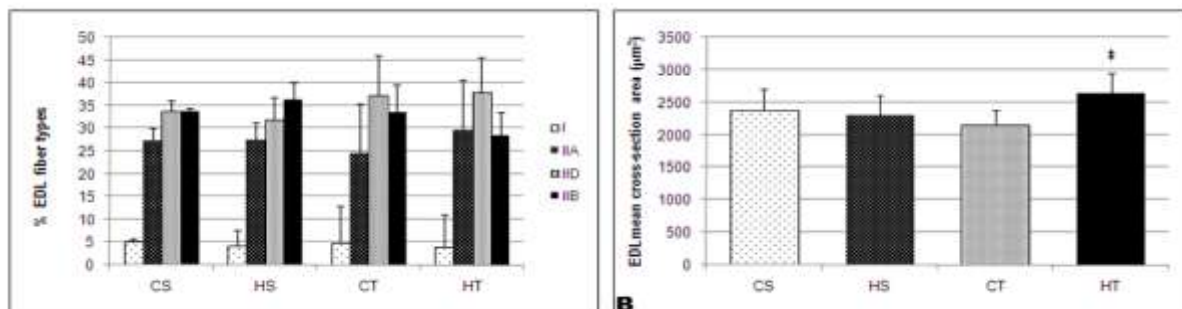 % EDL fiber types
50
45
40
35
30
25
20
15
10
5
0
CS HS CT HT
I
IIA
IID
IIB
EDL mean cross-section area (µm²)
3500
3000
2500
2000
1500
1000
500
0
‡
CS HS CT HT
B